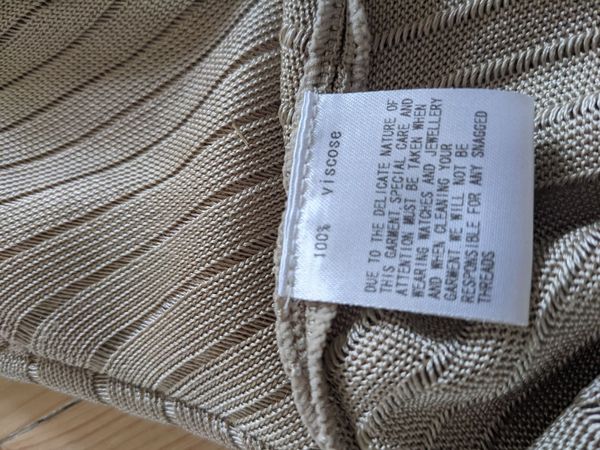 100% viscose
DUE TO THE DELICATE NATURE OF
THIS GARMENT,SPECIAL CARE AND
ATTENTION MUST BE TAKEN WHEN
WEARING WATCHES AND JEWELLERY
AND WHEN CLEANING YOUR
GARMENT WE WILL NOT BE
RESPONSIBLE FOR ANY SNAGGED
THREADS